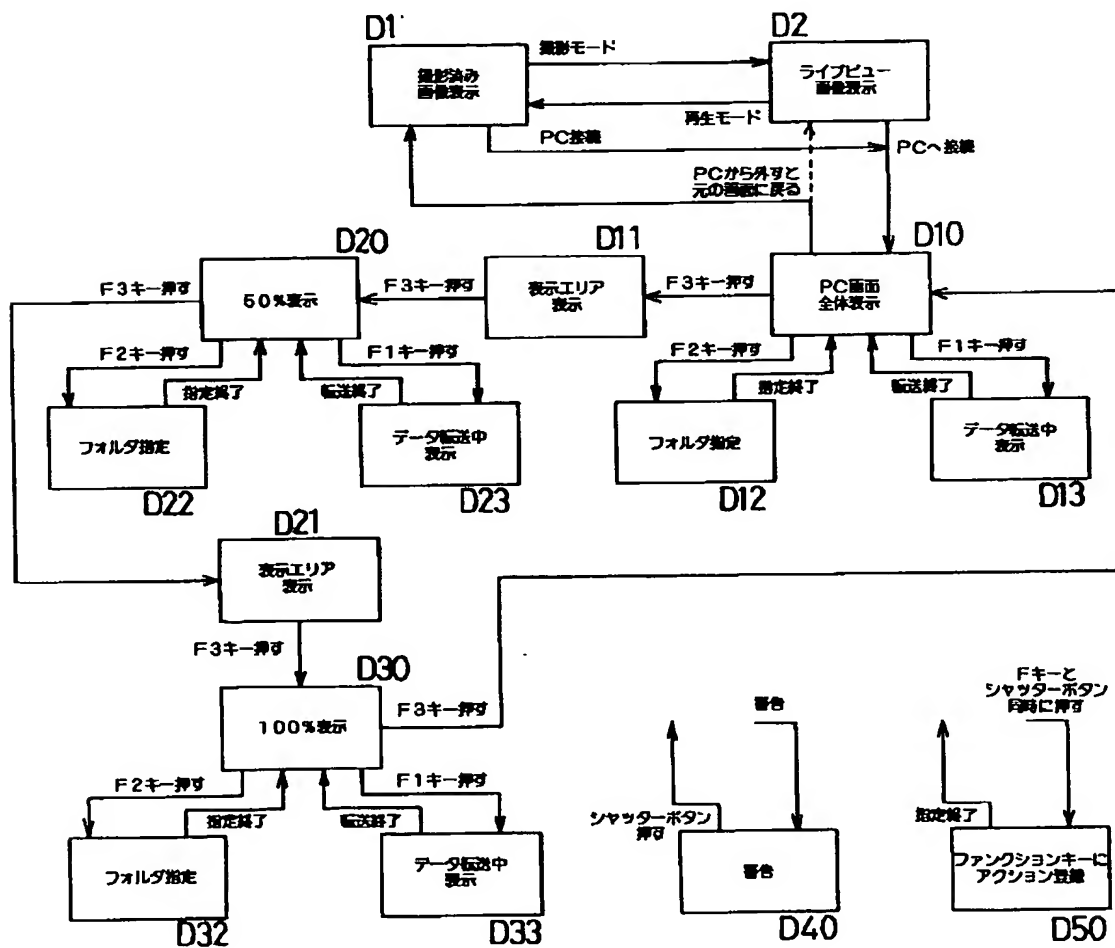 D1
D2
撮影済み
画像表示
撮影モード
ライブビュー
画像表示
再生モード
PC接続
PCへ接続
PCから外すと
元の画面に戻る
D20
D11
D10
F3キー押す
50%表示
F3キー押す
表示エリア
表示
F3キー押す
PC画面
全体表示
F2キー押す
F1キー押す
F2キー押す
F1キー押す
指定終了
転送終了
指定終了
転送終了
フォルダ指定
データ転送中
表示
フォルダ指定
データ転送中
表示
D22
D23
D12
D13
D21
表示エリア
表示
F3キー押す
D30
100%表示
F3キー押す
F2キー押す
F1キー押す
指定終了
転送終了
フォルダ指定
データ転送中
表示
D32
D33
警告
シャッターボタン
押す
警告
D40
Fキーと
シャッターボタン
同時に押す
指定終了
ファンクションキーに
アクション登録
D50